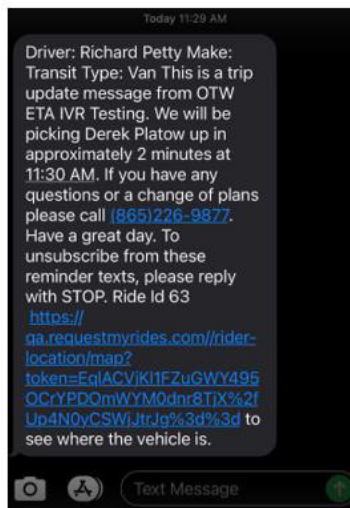 Today 11:29 AM
Driver: Richard Petty Make:
Transit Type: Van This is a trip
update message from OTW
ETA IVR Testing. We will be
picking Derek Platow up in
approximately 2 minutes at
11:30 AM. If you have any
questions or a change of plans
please call (865)226-9877.
Have a great day. To
unsubscribe from these
reminder texts, please reply
with STOP. Ride Id 63
https://
qa.requestmyrides.com//rider-
location/map?
token=EqlACVjKI1FZuGWY495
OCrYPDOmWYM0dnr8TjX%2f
Up4N0yCSWjJtrJg%3d%3d to
see where the vehicle is.
Text Message